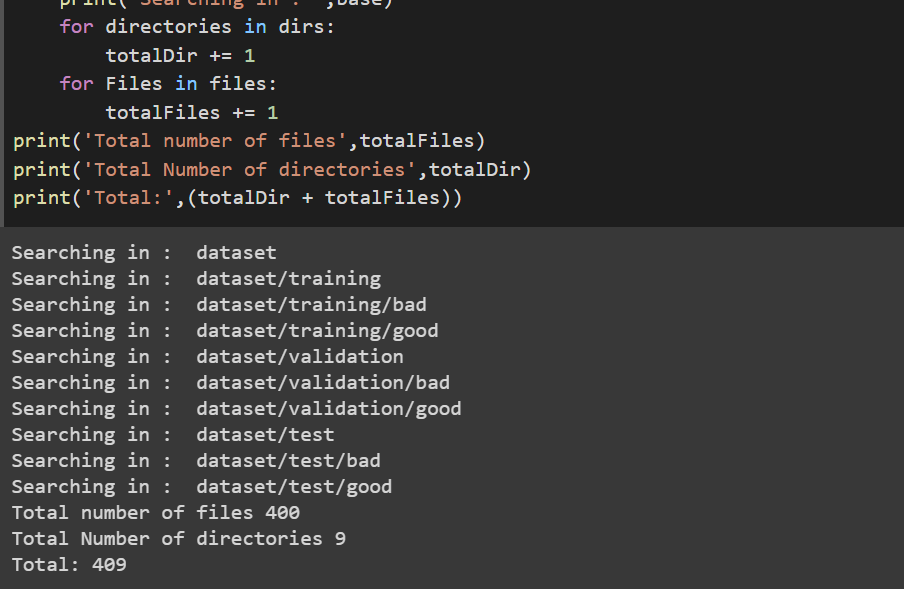 print("Searching in : ",base)
    for directories in dirs:
        totalDir += 1
    for Files in files:
        totalFiles += 1
print('Total number of files',totalFiles)
print('Total Number of directories',totalDir)
print('Total:',(totalDir + totalFiles))
Searching in :  dataset
Searching in :  dataset/training
Searching in :  dataset/training/bad
Searching in :  dataset/training/good
Searching in :  dataset/validation
Searching in :  dataset/validation/bad
Searching in :  dataset/validation/good
Searching in :  dataset/test
Searching in :  dataset/test/bad
Searching in :  dataset/test/good
Total number of files 400
Total Number of directories 9
Total: 409